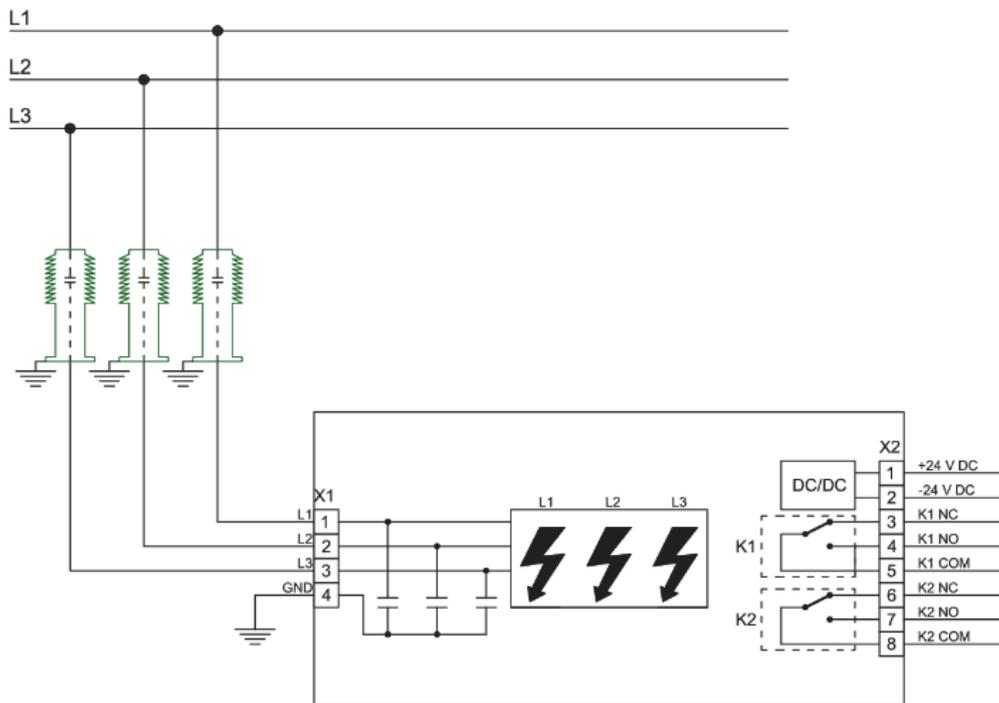 L1
L2
L3
X1
L1 1
L2 2
L3 3
GND 4
L1 L2 L3
X2
DC/DC
1 +24 V DC
2 -24 V DC
K1
3 K1 NC
4 K1 NO
5 K1 COM
K2
6 K2 NC
7 K2 NO
8 K2 COM